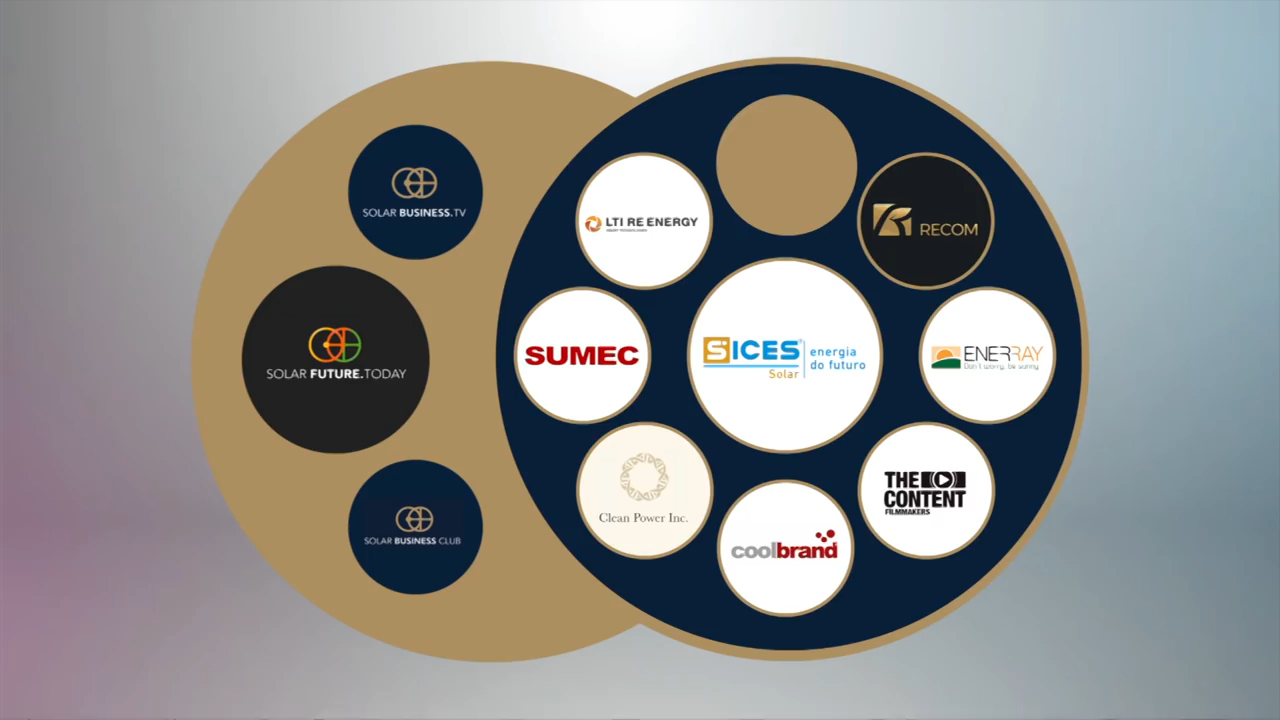 SOLAR BUSINESS.TV
SOLAR FUTURE.TODAY
SOLAR BUSINESS CLUB
LTI RE ENERGY
RECOM
SUMEC
SICES
Solar
energia
do futuro
ENERRAY
Don't worry, be sunny
Clean Power Inc.
coolbrand
THE
CONTENT
FILMMAKERS